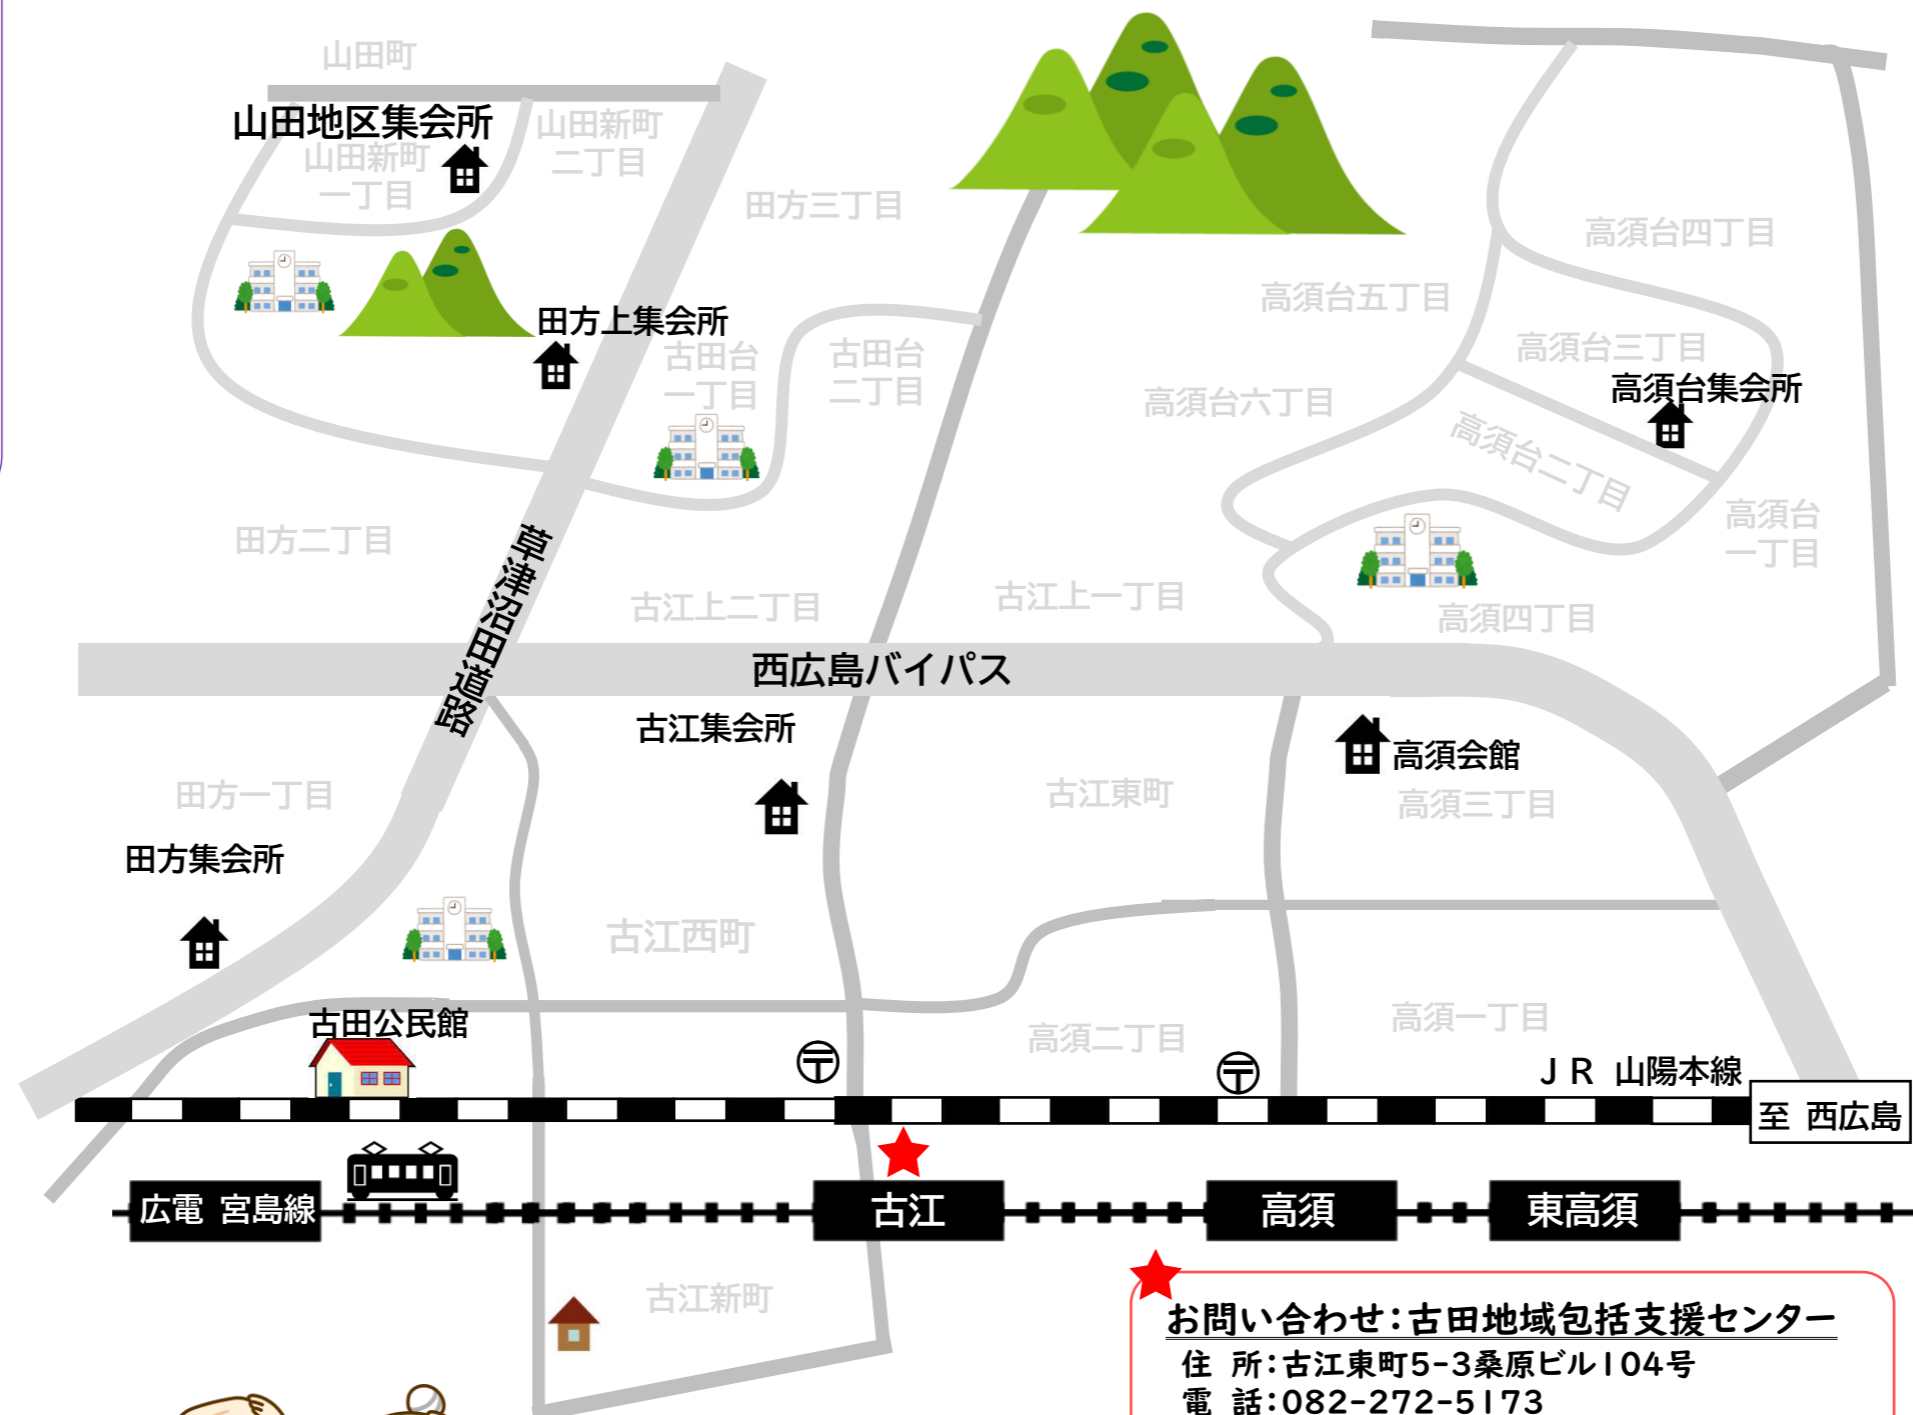 山田町
山田地区集会所
山田新町
一丁目
山田新町
二丁目
田方三丁目
高須台四丁目
高須台五丁目
田方上集会所
古田台
一丁目
古田台
二丁目
高須台三丁目
高須台集会所
高須台六丁目
高須台二丁目
高須台
一丁目
田方二丁目
草津沼田道路
古江上二丁目
古江上一丁目
高須四丁目
西広島バイパス
古江集会所
高須会館
田方一丁目
古江東町
高須三丁目
田方集会所
古江西町
古田公民館
高須二丁目
高須一丁目
〒
〒
ＪＲ 山陽本線
至 西広島
広電 宮島線
古江
高須
東高須
古江新町
お問い合わせ：古田地域包括支援センター
住 所：古江東町5-3桑原ビル104号
電 話：082-272-5173